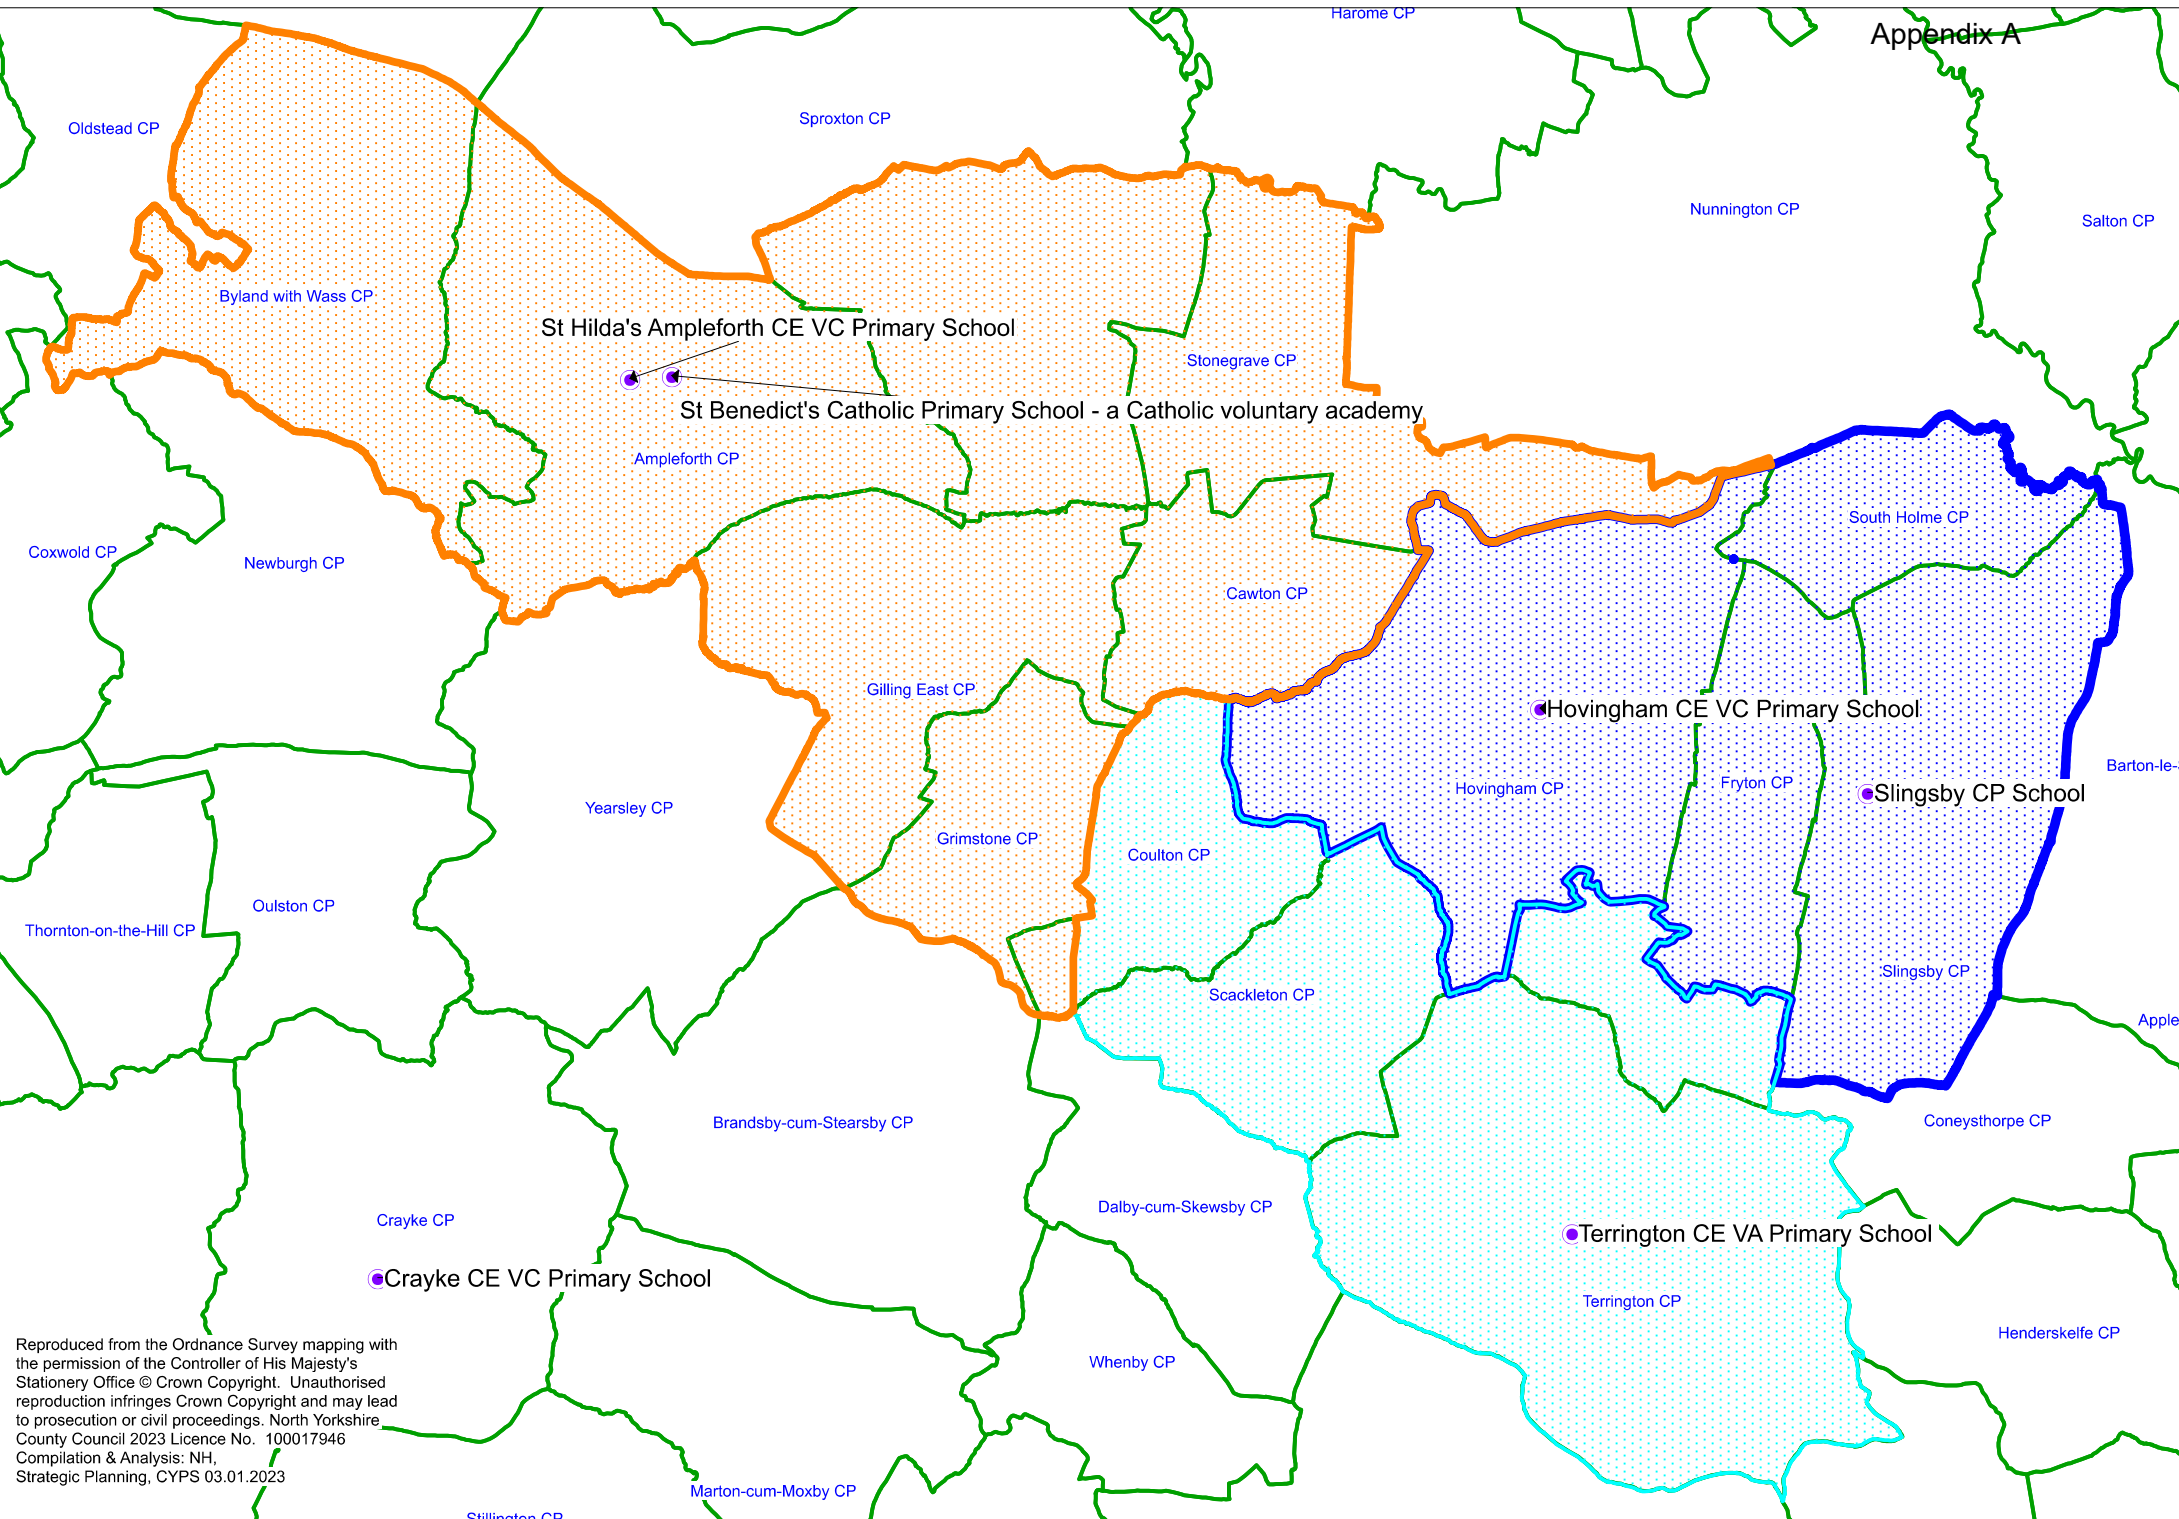 Harome CP
Appendix A
Oldstead CP
Sproxton CP
Nunnington CP
Salton CP
Byland with Wass CP
St Hilda's Ampleforth CE VC Primary School
Stonegrave CP
St Benedict's Catholic Primary School - a Catholic voluntary academy
Ampleforth CP
South Holme CP
Coxwold CP
Newburgh CP
Cawton CP
Gilling East CP
Hovingham CE VC Primary School
Barton-le-
Hovingham CP
Fryton CP
Slingsby CP School
Yearsley CP
Grimstone CP
Coulton CP
Oulston CP
Thornton-on-the-Hill CP
Slingsby CP
Scackleton CP
Apple
Brandsby-cum-Stearsby CP
Coneysthorpe CP
Dalby-cum-Skewsby CP
Crayke CP
Terrington CE VA Primary School
Crayke CE VC Primary School
Terrington CP
Henderskelfe CP
Whenby CP
Reproduced from the Ordnance Survey mapping with
the permission of the Controller of His Majesty's
Stationery Office © Crown Copyright.  Unauthorised
reproduction infringes Crown Copyright and may lead
to prosecution or civil proceedings. North Yorkshire
County Council 2023 Licence No.  100017946
Compilation & Analysis: NH,
Strategic Planning, CYPS 03.01.2023
Marton-cum-Moxby CP
Stillington CP